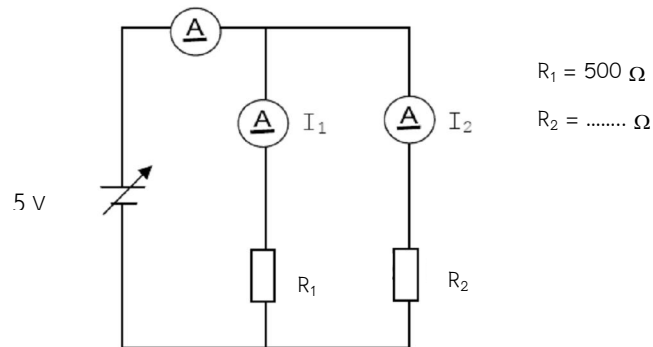 A
R₁ = 500 Ω
A I₁
A I₂
R₂ = ........ Ω
5 V
R₁
R₂